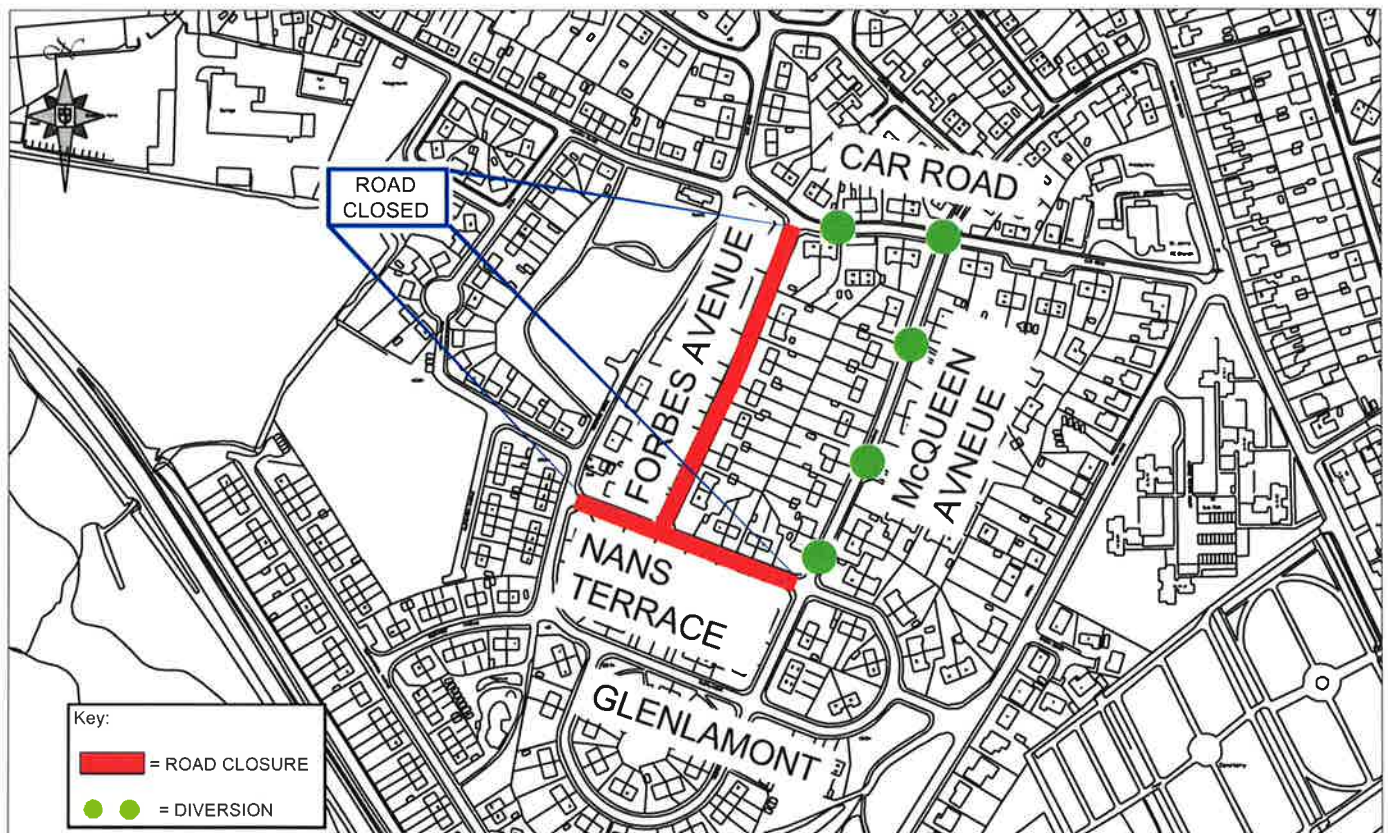 ROAD
CLOSED
CAR ROAD
FORBES AVENUE
McQUEEN
AVNEUE
NANS
TERRACE
GLENLAMONT
Key:
= ROAD CLOSURE
= DIVERSION